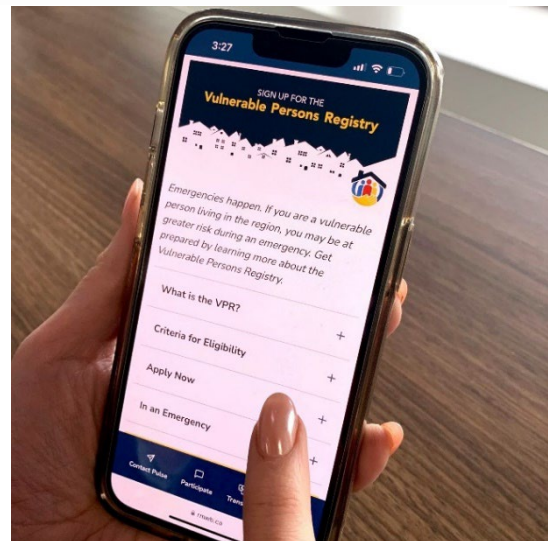 3:27
SIGN UP FOR THE
Vulnerable Persons Registry
Emergencies happen. If you are a vulnerable
person living in the region, you may be at
greater risk during an emergency. Get
prepared by learning more about the
Vulnerable Persons Registry.
What is the VPR?
+
Criteria for Eligibility
+
Apply Now
+
In an Emergency
+
Contact Pulse
Participate